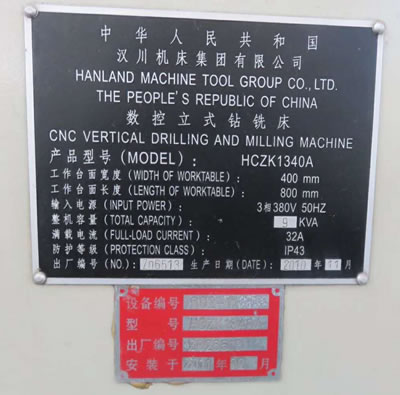 中华人民共和国
汉川机床集团有限公司
HANLAND MACHINE TOOL GROUP CO., LTD.
THE PEOPLE'S REPUBLIC OF CHINA
数控立式钻铣床
CNC VERTICAL DRILLING AND MILLING MACHINE
产品型号(MODEL): HCZK1340A
工作台面宽度(WIDTH OF WORKTABLE): 400 mm
工作台面长度(LENGTH OF WORKTABLE): 800 mm
输入电源(INPUT POWER): 3相380V 50HZ
整机容量(TOTAL CAPACITY): 9 KVA
满载电流(FULL-LOAD CURRENT): 32A
防护等级(PROTECTION CLASS): IP43
出厂编号(NO.): 生产日期(DATE): 2010年11月
设备编号
型号
出厂编号
安装于 年 月